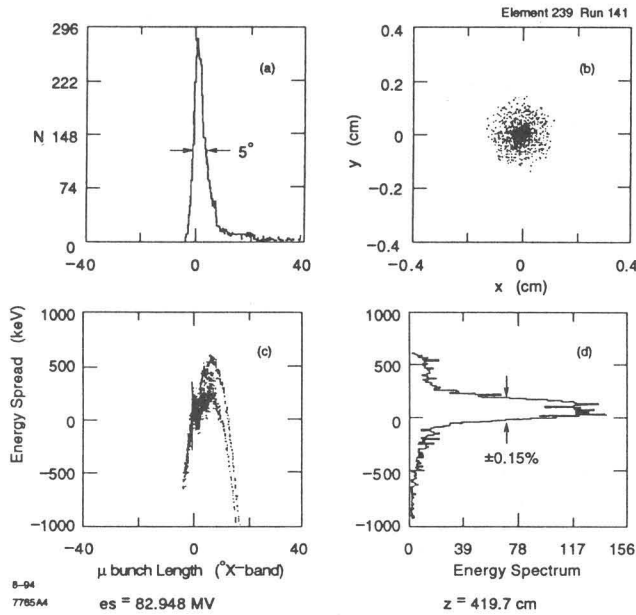 Element 239 Run 141
296
222
148
74
0
N
(a)
5°
−40
0
40
0.4
0.2
0
−0.2
−0.4
y (cm)
(b)
−0.4
0
0.4
x (cm)
1000
500
0
−500
−1000
Energy Spread (keV)
(c)
−40
0
40
μ bunch Length (°X−band)
1000
500
0
−500
−1000
(d)
±0.15%
0
39
78
117
156
Energy Spectrum
8–94
7765A4
es = 82.948 MV
z = 419.7 cm